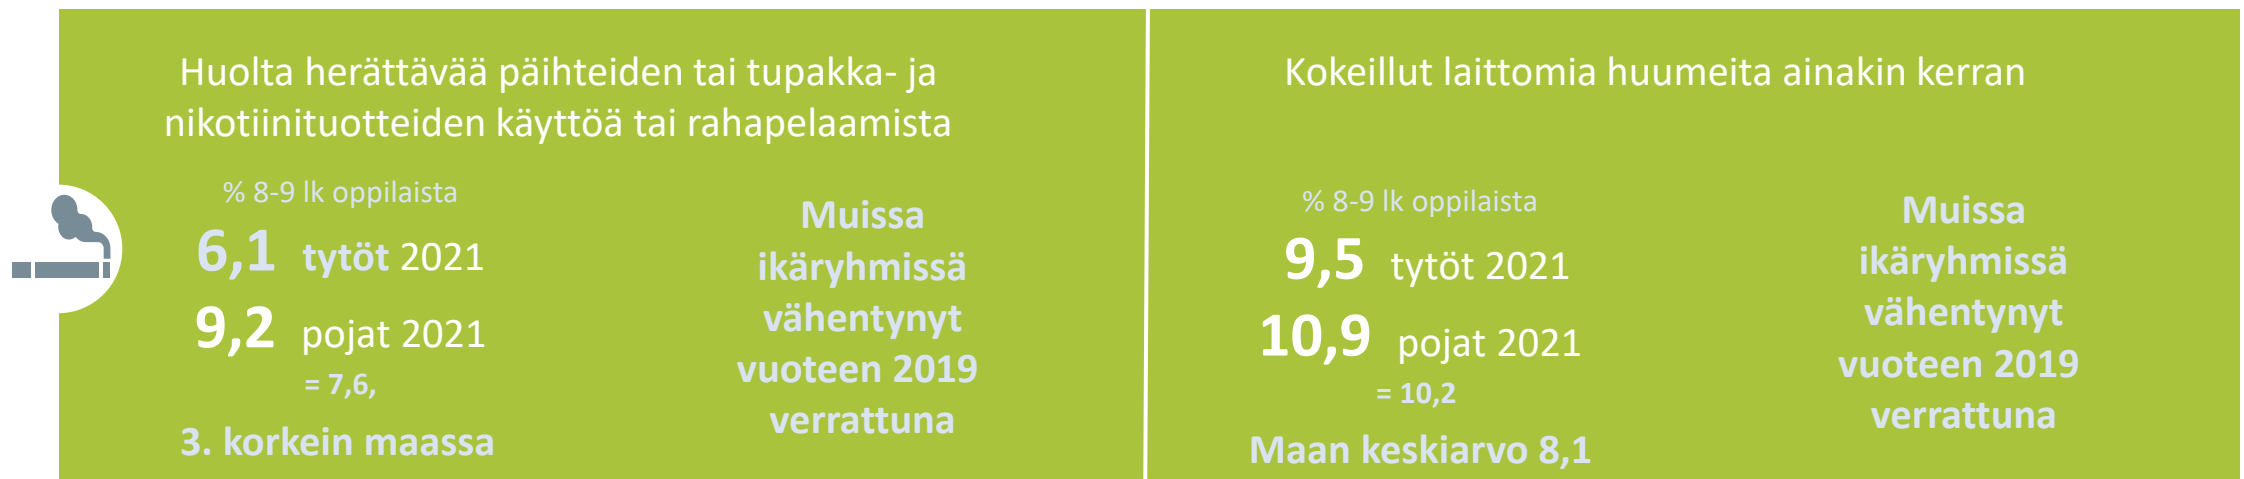 Huolta herättävää päihteiden tai tupakka- ja
nikotiinituotteiden käyttöä tai rahapelaamista
% 8-9 lk oppilaista
6,1 tytöt 2021
9,2 pojat 2021
= 7,6,
3. korkein maassa
Muissa
ikäryhmissä
vähentynyt
vuoteen 2019
verrattuna
Kokeillut laittomia huumeita ainakin kerran
% 8-9 lk oppilaista
9,5 tytöt 2021
10,9 pojat 2021
= 10,2
Maan keskiarvo 8,1
Muissa
ikäryhmissä
vähentynyt
vuoteen 2019
verrattuna